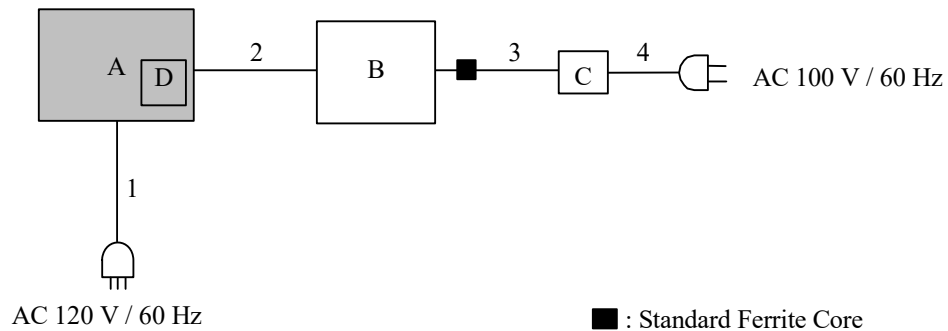 A
D
2
B
3
C
4
AC 100 V / 60 Hz
1
AC 120 V / 60 Hz
: Standard Ferrite Core